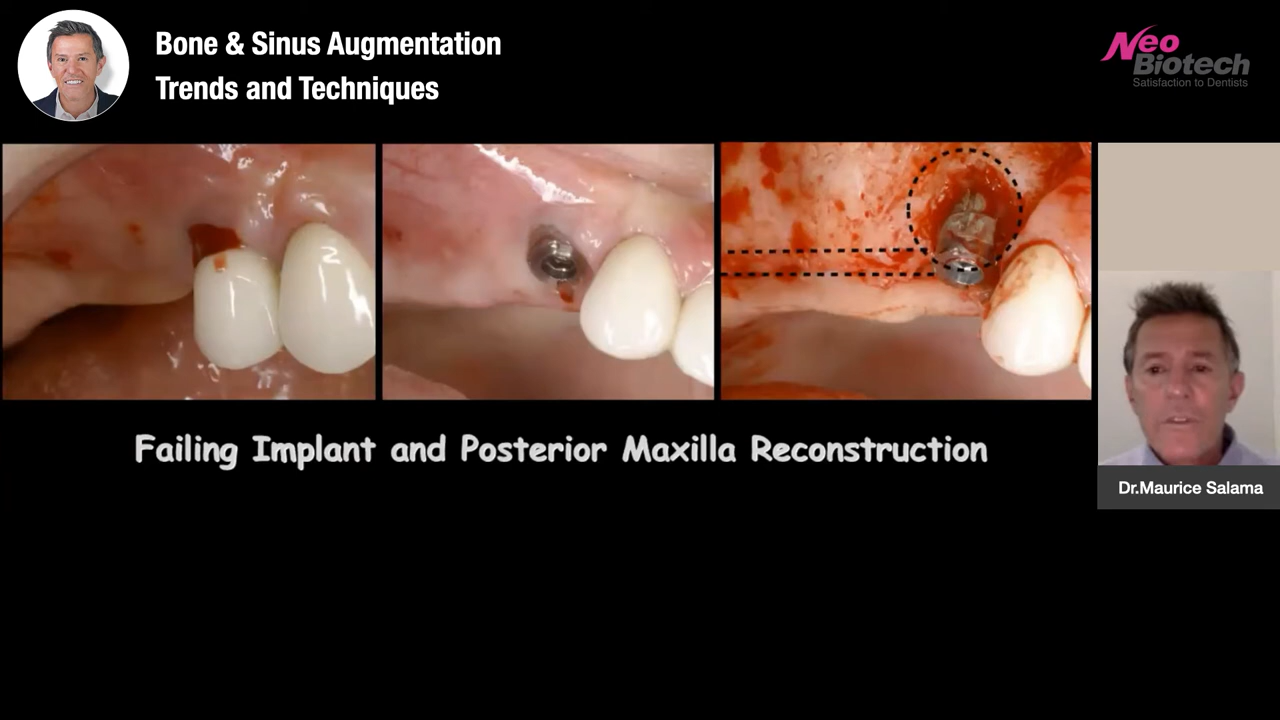 Bone & Sinus Augmentation
Trends and Techniques
Neo
Biotech
Satisfaction to Dentists
Failing Implant and Posterior Maxilla Reconstruction
Dr.Maurice Salama